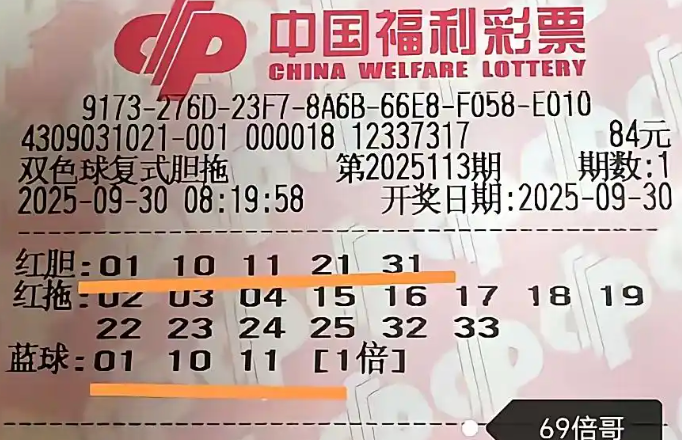 中国福利彩票
CHINA WELFARE LOTTERY
9173-276D-23F7-8A6B-66E8-F058-E010
4309031021-001 000018 12337317 84元
双色球复式胆拖 第2025113期 期数:1
2025-09-30 08:19:58 开奖日期:2025-09-30
红胆:01 10 11 21 31
红拖:02 03 04 15 16 17 18 19
22 23 24 25 32 33
蓝球:01 10 11 [1倍]
69倍哥